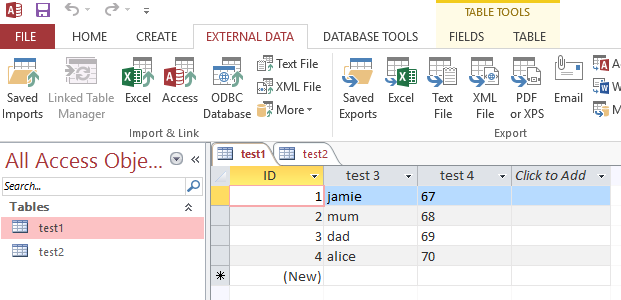 TABLE TOOLS
FILE HOME CREATE EXTERNAL DATA DATABASE TOOLS FIELDS TABLE
Saved Imports
Linked Table Manager
Excel
Access
ODBC Database
Text File
XML File
More
Import & Link
Saved Exports
Excel
Text File
XML File
PDF or XPS
Email
A
W
M
Export
All Access Obje...
Search...
Tables
test1
test2
test1 test2
ID test 3 test 4 Click to Add
1 jamie 67
2 mum 68
3 dad 69
4 alice 70
(New)